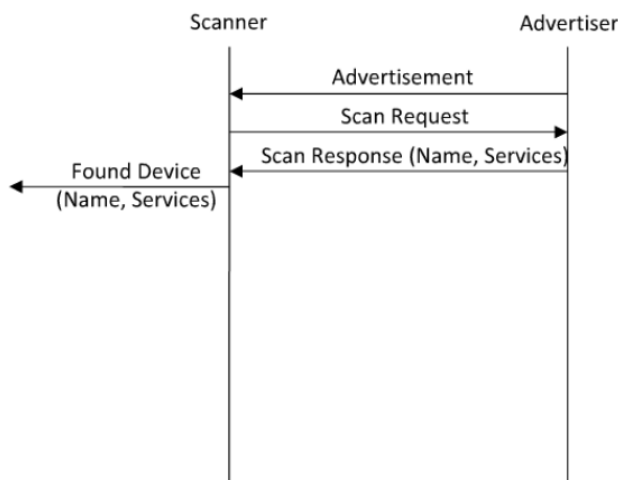 Scanner
Advertiser
Advertisement
Scan Request
Scan Response (Name, Services)
Found Device
(Name, Services)